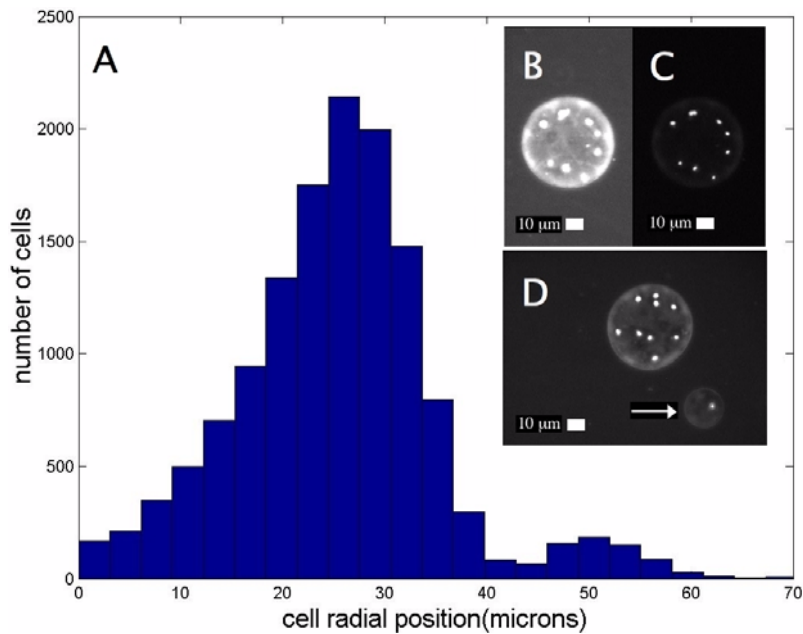 A
B
C
10 μm
10 μm
D
10 μm
number of cells
2500
2000
1500
1000
500
0
0 10 20 30 40 50 60 70
cell radial position(microns)